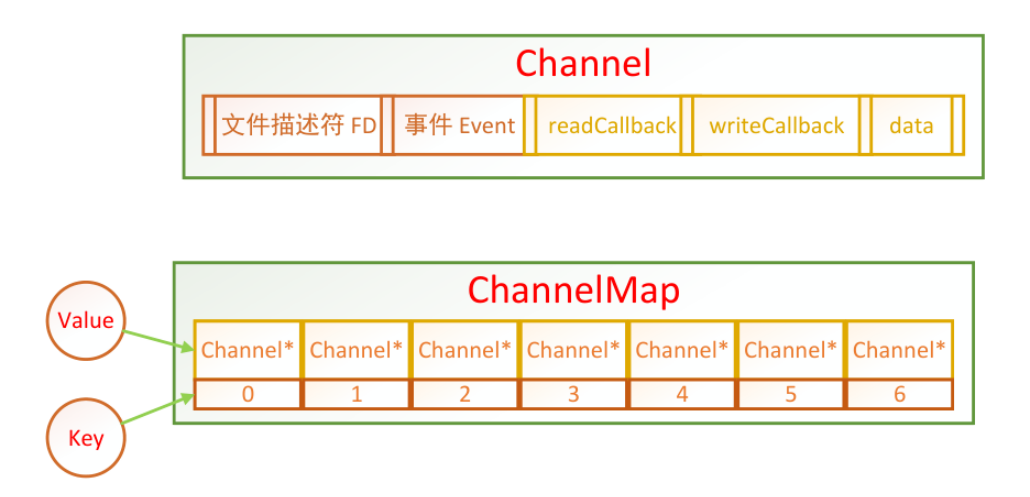 Channel
文件描述符 FD 事件 Event readCallback writeCallback data
ChannelMap
Value
Channel* Channel* Channel* Channel* Channel* Channel* Channel*
0 1 2 3 4 5 6
Key